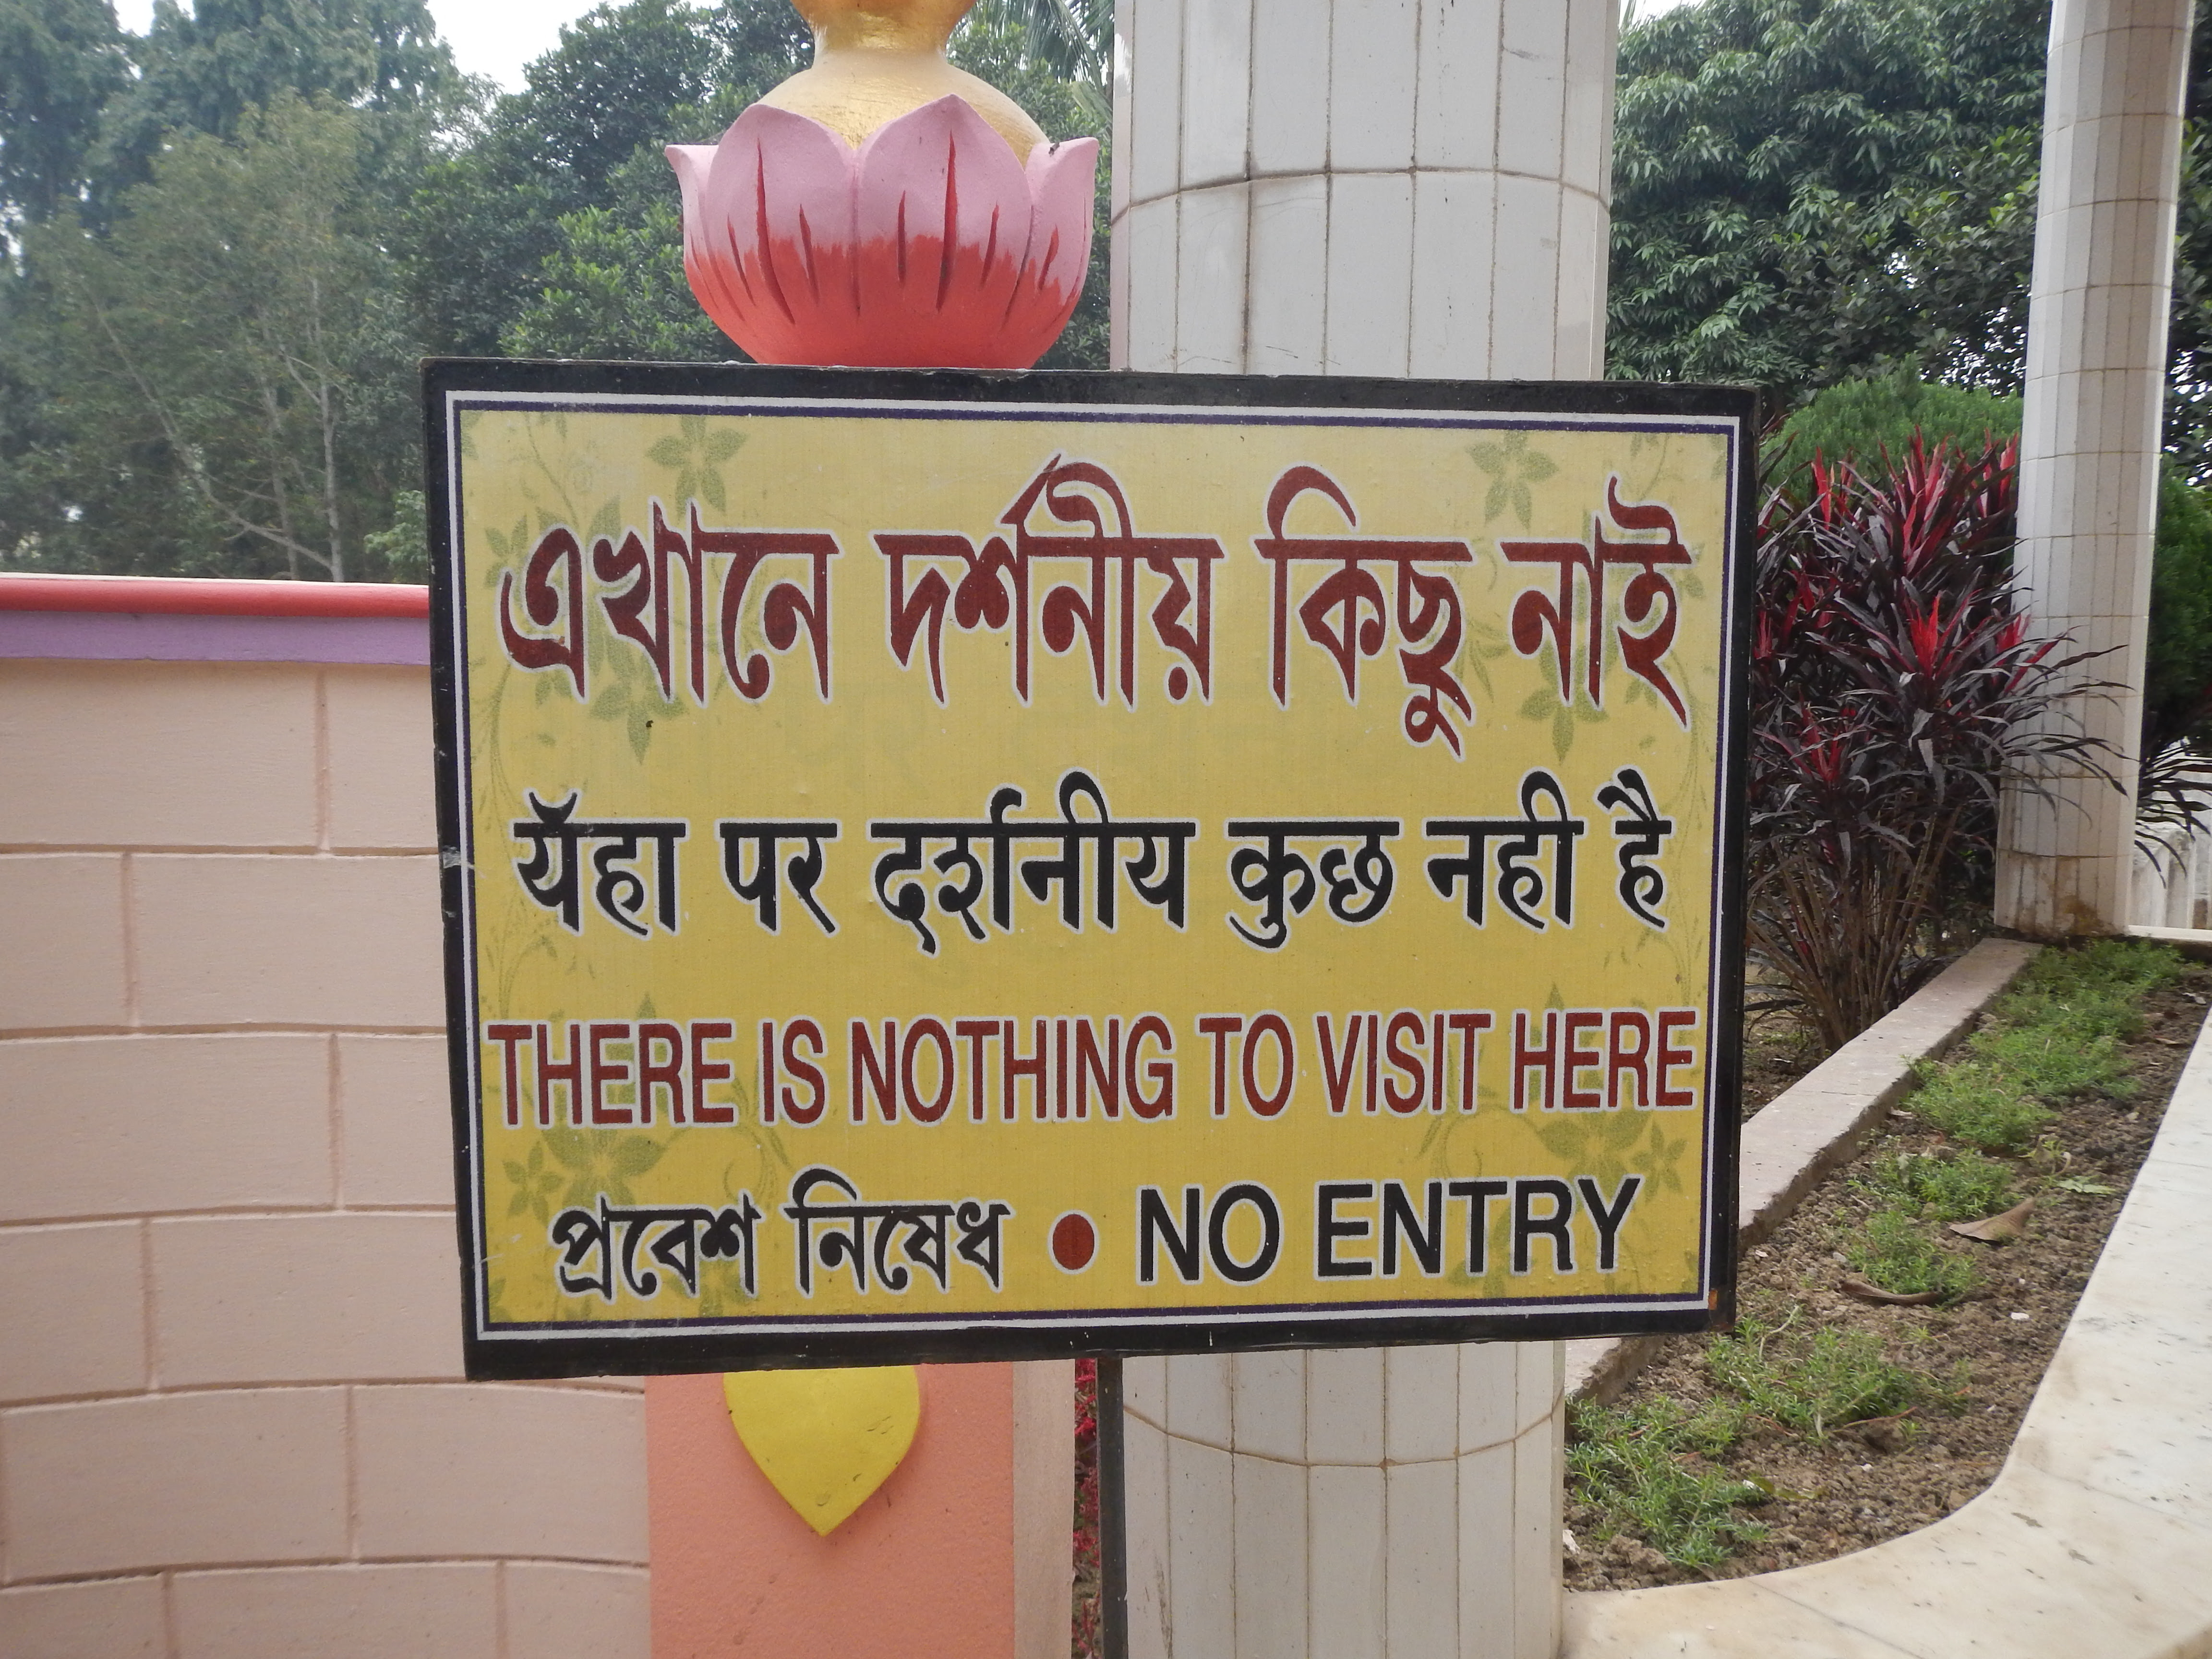 এখানে দর্শনীয় কিছু নাই
यॅहा पर दर्शनीय कुछ नही है
THERE IS NOTHING TO VISIT HERE
প্রবেশ নিষেধ • NO ENTRY